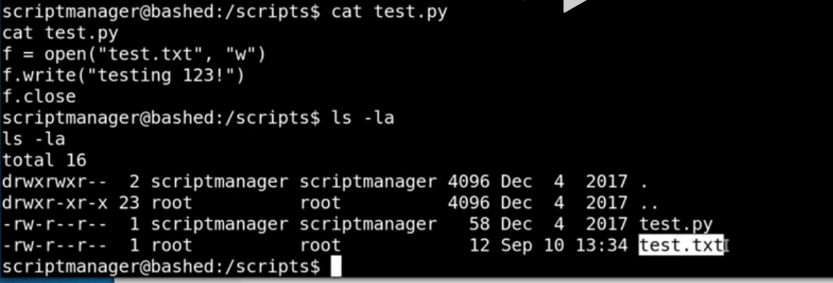 scriptmanager@bashed:/scripts$ cat test.py
cat test.py
f = open("test.txt", "w")
f.write("testing 123!")
f.close
scriptmanager@bashed:/scripts$ ls -la
ls -la
total 16
drwxrwxr--  2 scriptmanager scriptmanager 4096 Dec  4  2017 .
drwxr-xr-x 23 root          root          4096 Dec  4  2017 ..
-rw-r--r--  1 scriptmanager scriptmanager   58 Dec  4  2017 test.py
-rw-r--r--  1 root          root            12 Sep 10 13:34 test.txt
scriptmanager@bashed:/scripts$